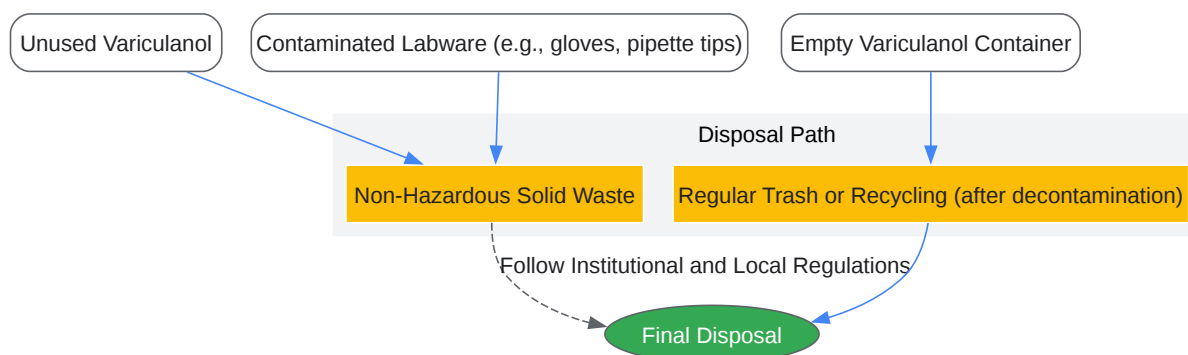 Unused Variculanol
Contaminated Labware (e.g., gloves, pipette tips)
Empty Variculanol Container
Disposal Path
Non-Hazardous Solid Waste
Regular Trash or Recycling (after decontamination)
Follow Institutional and Local Regulations
Final Disposal